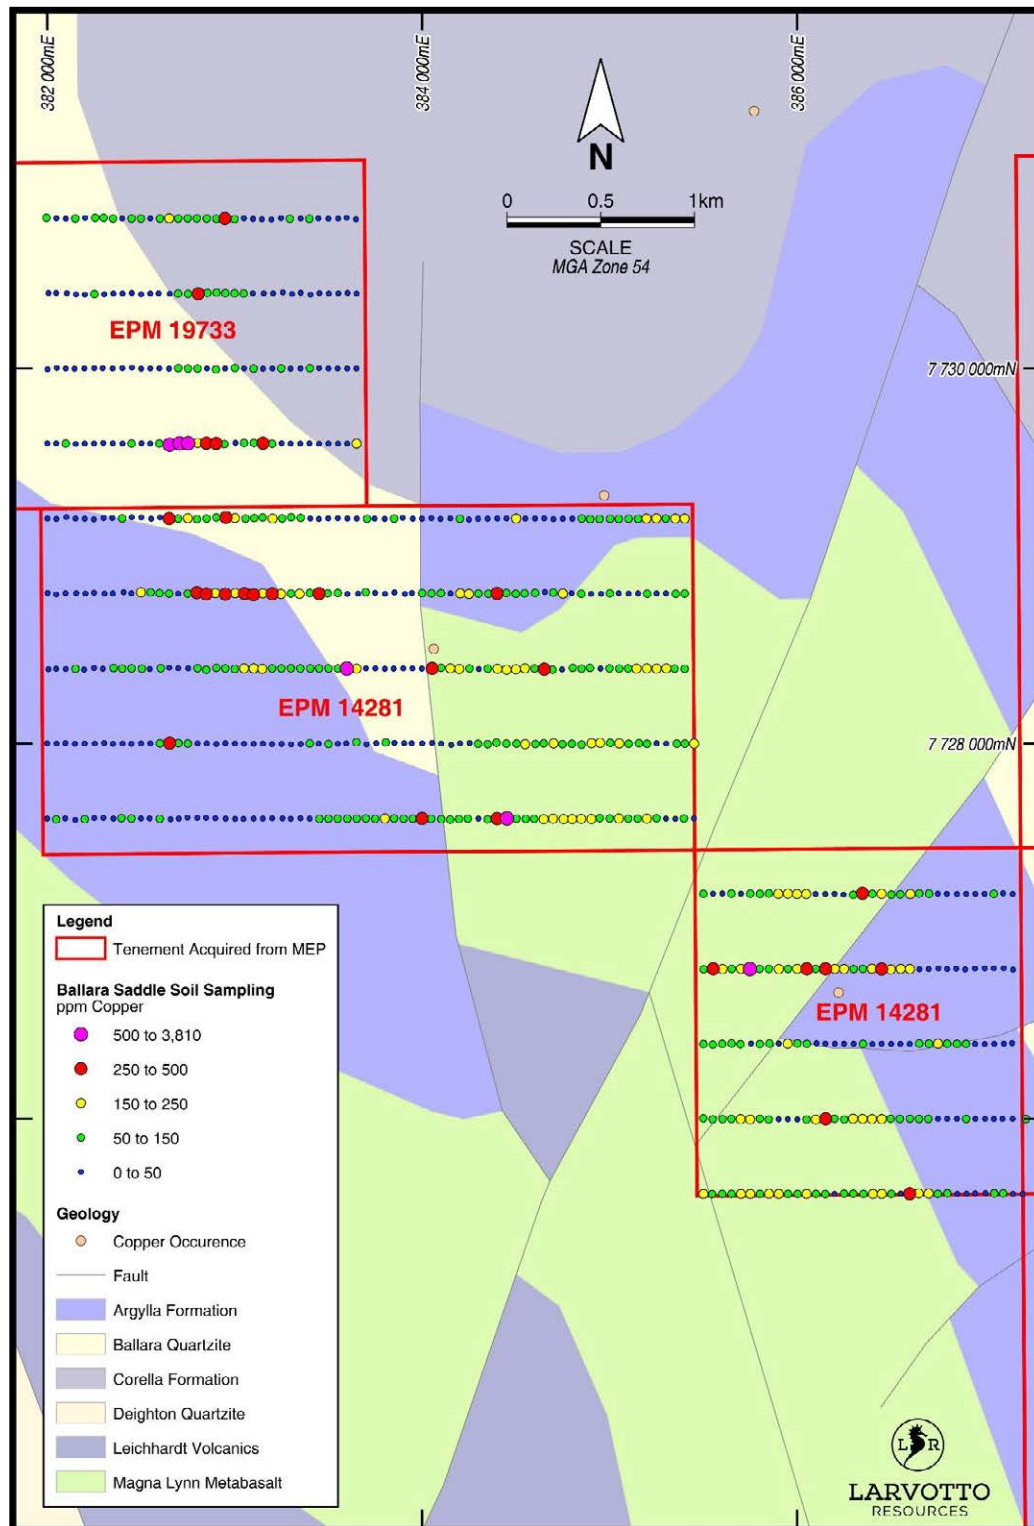 382 000mE
384 000mE
386 000mE
N
0 0.5 1km
SCALE
MGA Zone 54
EPM 19733
7 730 000mN
EPM 14281
7 728 000mN
EPM 14281
Legend
Tenement Acquired from MEP
Ballara Saddle Soil Sampling
ppm Copper
500 to 3,810
250 to 500
150 to 250
50 to 150
0 to 50
Geology
Copper Occurence
Fault
Argylla Formation
Ballara Quartzite
Corella Formation
Deighton Quartzite
Leichhardt Volcanics
Magna Lynn Metabasalt
L R
LARVOTTO
RESOURCES